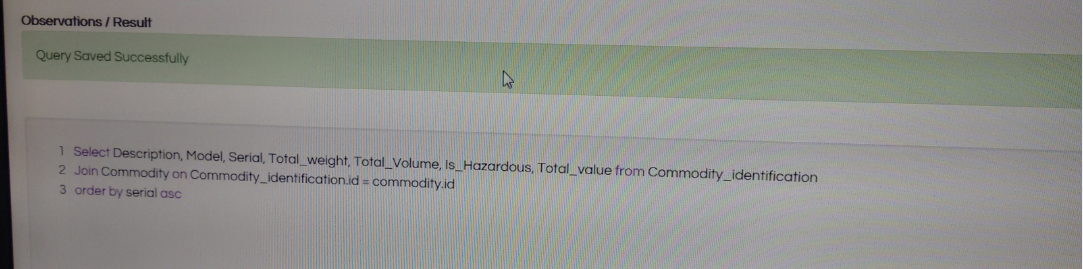 Observations / Result
Query Saved Successfully
1 Select Description, Model, Serial, Total_weight, Total_Volume, Is_Hazardous, Total_value from Commodity_identification
2 Join Commodity on Commodity_identification.id = commodity.id
3 order by serial asc